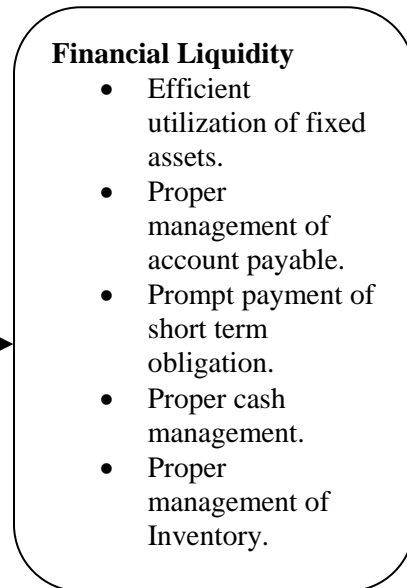 Financial Liquidity
• Efficient
utilization of fixed
assets.
• Proper
management of
account payable.
• Prompt payment of
short term
obligation.
• Proper cash
management.
• Proper
management of
Inventory.